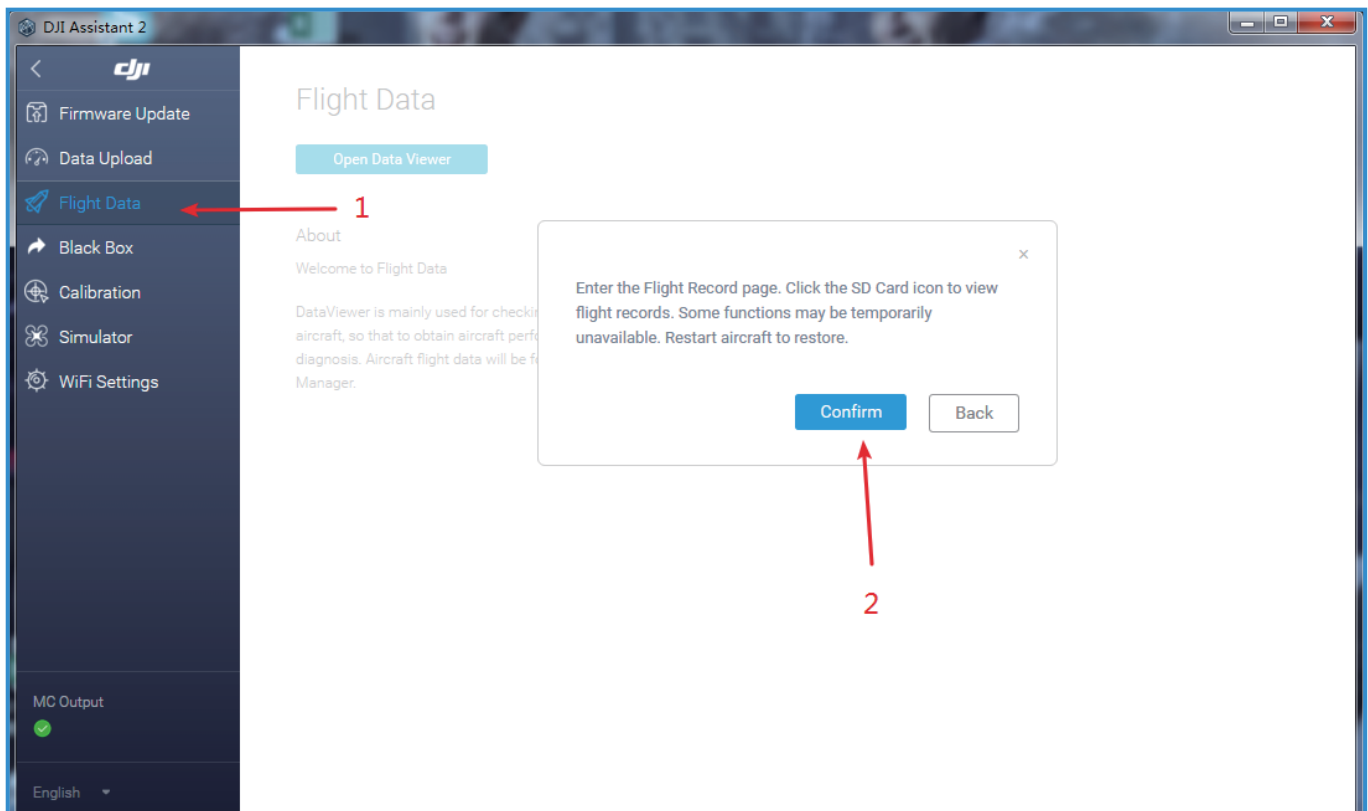 DJI Assistant 2
dji
Firmware Update
Data Upload
Flight Data
Black Box
Calibration
Simulator
WiFi Settings
MC Output
English
Flight Data
Open Data Viewer
1
About
Welcome to Flight Data
DataViewer is mainly used for
aircraft, so that to obtain aircraft
diagnosis. Aircraft flight data will be
Manager.
×
Enter the Flight Record page. Click the SD Card icon to view
flight records. Some functions may be temporarily
unavailable. Restart aircraft to restore.
Confirm
Back
2